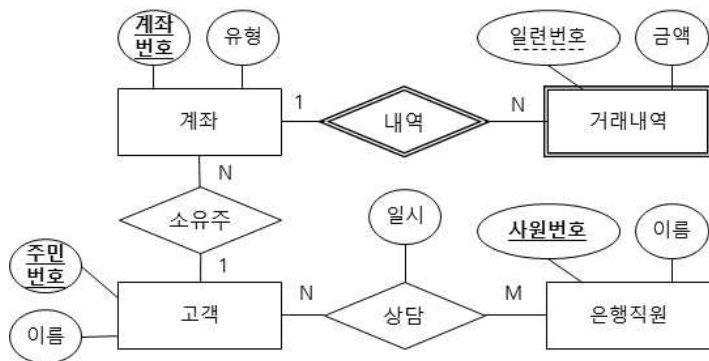 계좌
번호
유형
일련번호
금액
계좌
1
내역
N
거래내역
N
소유주
일시
사원번호
이름
주민
번호
1
고객
N
상담
M
은행직원
이름